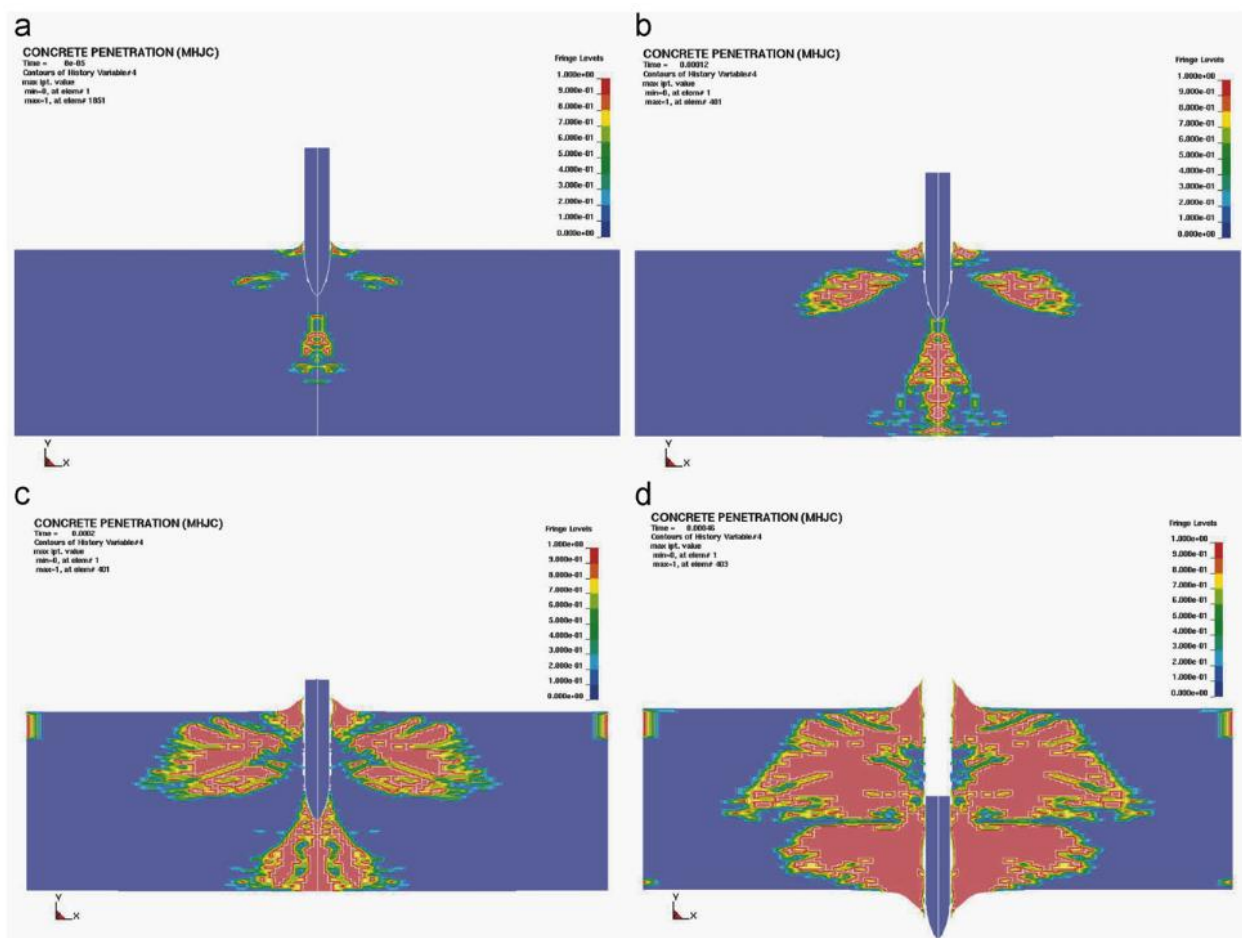 a
CONCRETE PENETRATION (MHJC)
Time = 8e-05
Contours of History Variable#4
max ipt. value
min=0, at elem# 1
max=1, at elem# 1851
Fringe Levels
1.000e+00
9.000e-01
8.000e-01
7.000e-01
6.000e-01
5.000e-01
4.000e-01
3.000e-01
2.000e-01
1.000e-01
0.000e+00
Y
X
b
CONCRETE PENETRATION (MHJC)
Time = 0.00012
Contours of History Variable#4
max ipt. value
min=0, at elem# 1
max=1, at elem# 401
Fringe Levels
1.000e+00
9.000e-01
8.000e-01
7.000e-01
6.000e-01
5.000e-01
4.000e-01
3.000e-01
2.000e-01
1.000e-01
0.000e+00
Y
X
c
CONCRETE PENETRATION (MHJC)
Time = 0.0002
Contours of History Variable#4
max ipt. value
min=0, at elem# 1
max=1, at elem# 401
Fringe Levels
1.000e+00
9.000e-01
8.000e-01
7.000e-01
6.000e-01
5.000e-01
4.000e-01
3.000e-01
2.000e-01
1.000e-01
0.000e+00
Y
X
d
CONCRETE PENETRATION (MHJC)
Time = 0.00046
Contours of History Variable#4
max ipt. value
min=0, at elem# 1
max=1, at elem# 403
Fringe Levels
1.000e+00
9.000e-01
8.000e-01
7.000e-01
6.000e-01
5.000e-01
4.000e-01
3.000e-01
2.000e-01
1.000e-01
0.000e+00
Y
X